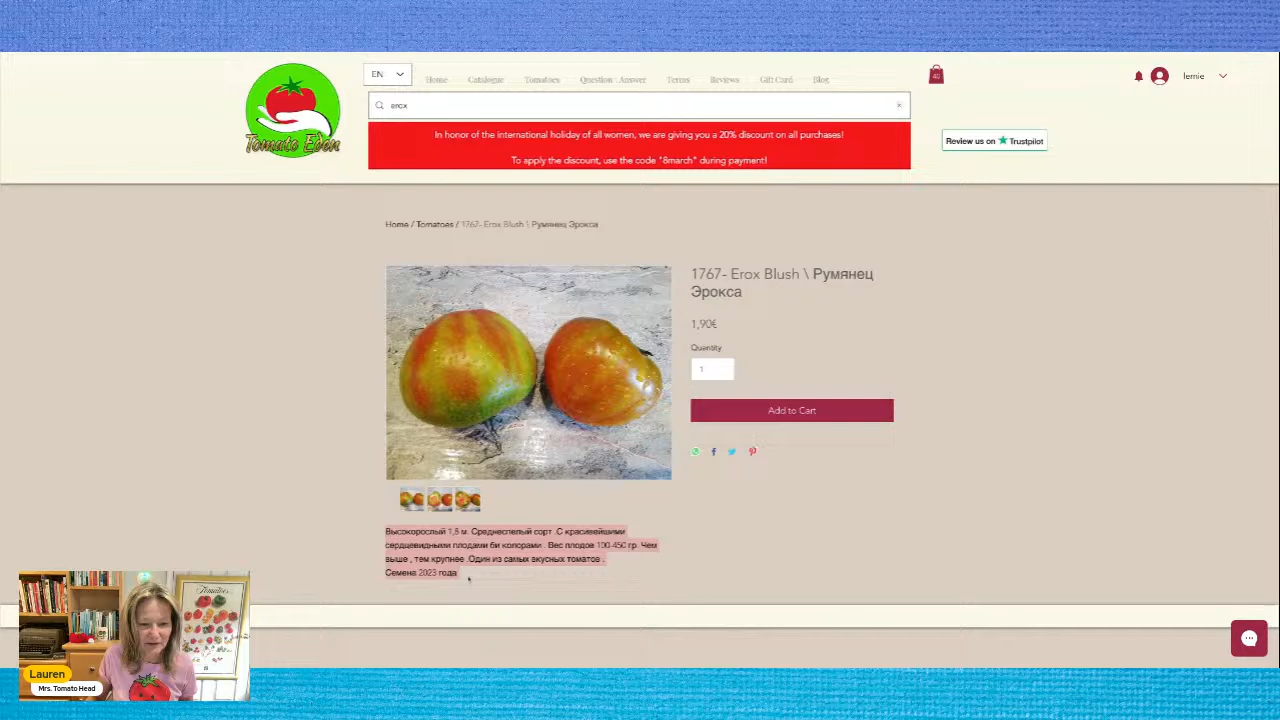 EN
Home Catalogue Tomatoes Question - Answer Terms Reviews Gift Card Blog
40
lernie
erox
×
Tomato Eden
In honor of the international holiday of all women, we are giving you a 20% discount on all purchases!
To apply the discount, use the code "8march" during payment!
Review us on Trustpilot
Home / Tomatoes / 1767- Erox Blush \ Румянец Эрокса
1767- Erox Blush \ Румянец
Эрокса
1,90€
Quantity
1
Add to Cart
Высокорослый 1,8 м. Среднеспелый сорт .С красивейшими
сердцевидными плодами би колорами . Вес плодов 100-450 гр. Чем
выше , тем крупнее .Один из самых вкусных томатов .
Семена 2023 года
Tomatoes
Lauren
Mrs. Tomato Head